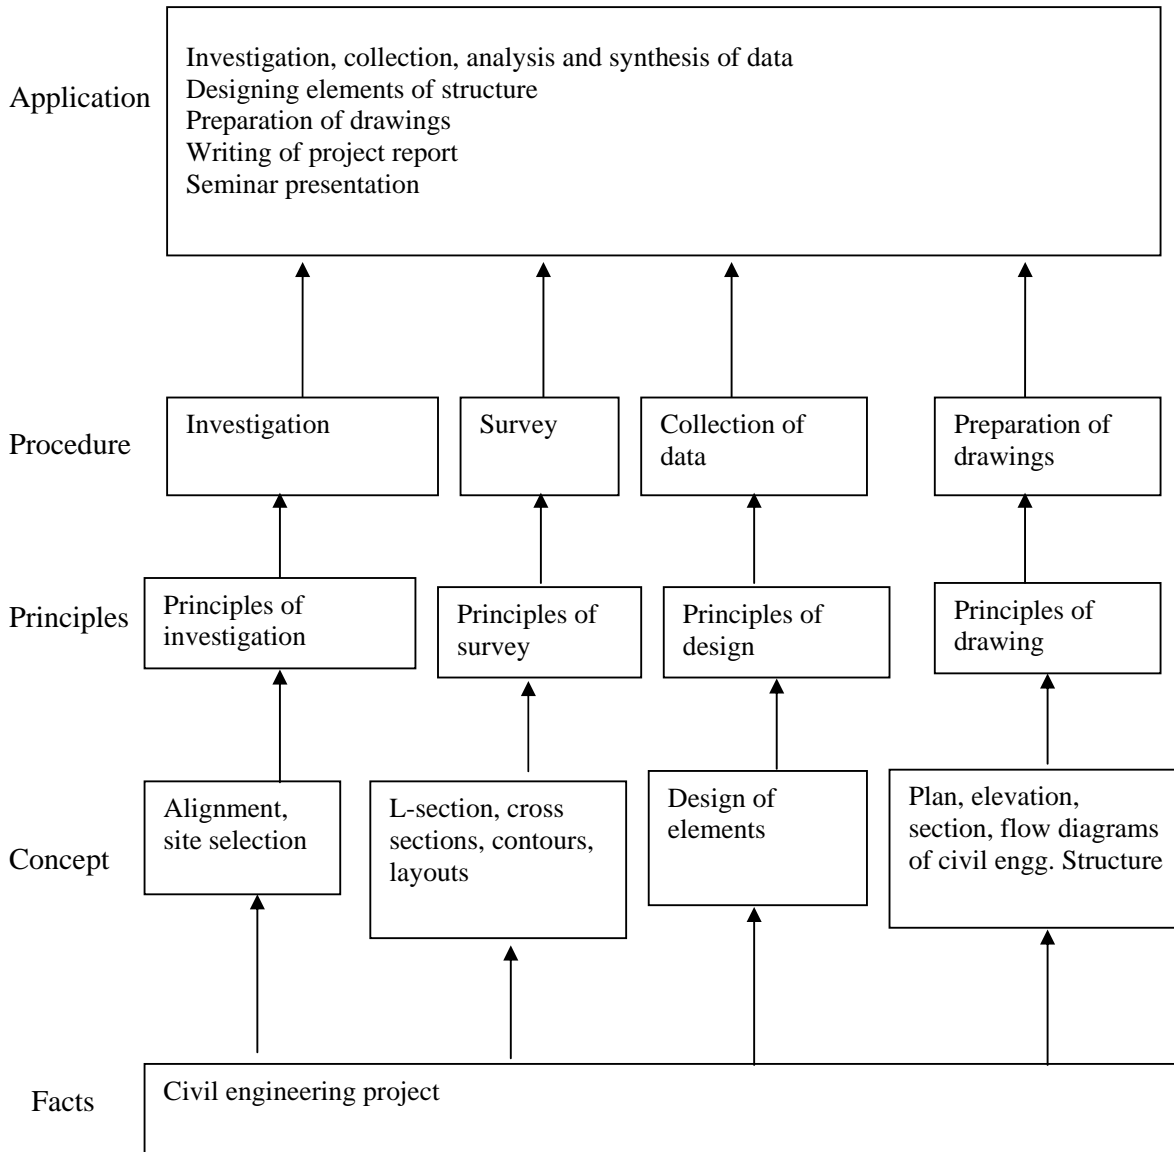 Application
Investigation, collection, analysis and synthesis of data
Designing elements of structure
Preparation of drawings
Writing of project report
Seminar presentation
Procedure
Investigation
Survey
Collection of
data
Preparation of
drawings
Principles
Principles of
investigation
Principles of
survey
Principles of
design
Principles of
drawing
Concept
Alignment,
site selection
L-section, cross
sections, contours,
layouts
Design of
elements
Plan, elevation,
section, flow diagrams
of civil engg. Structure
Facts
Civil engineering project